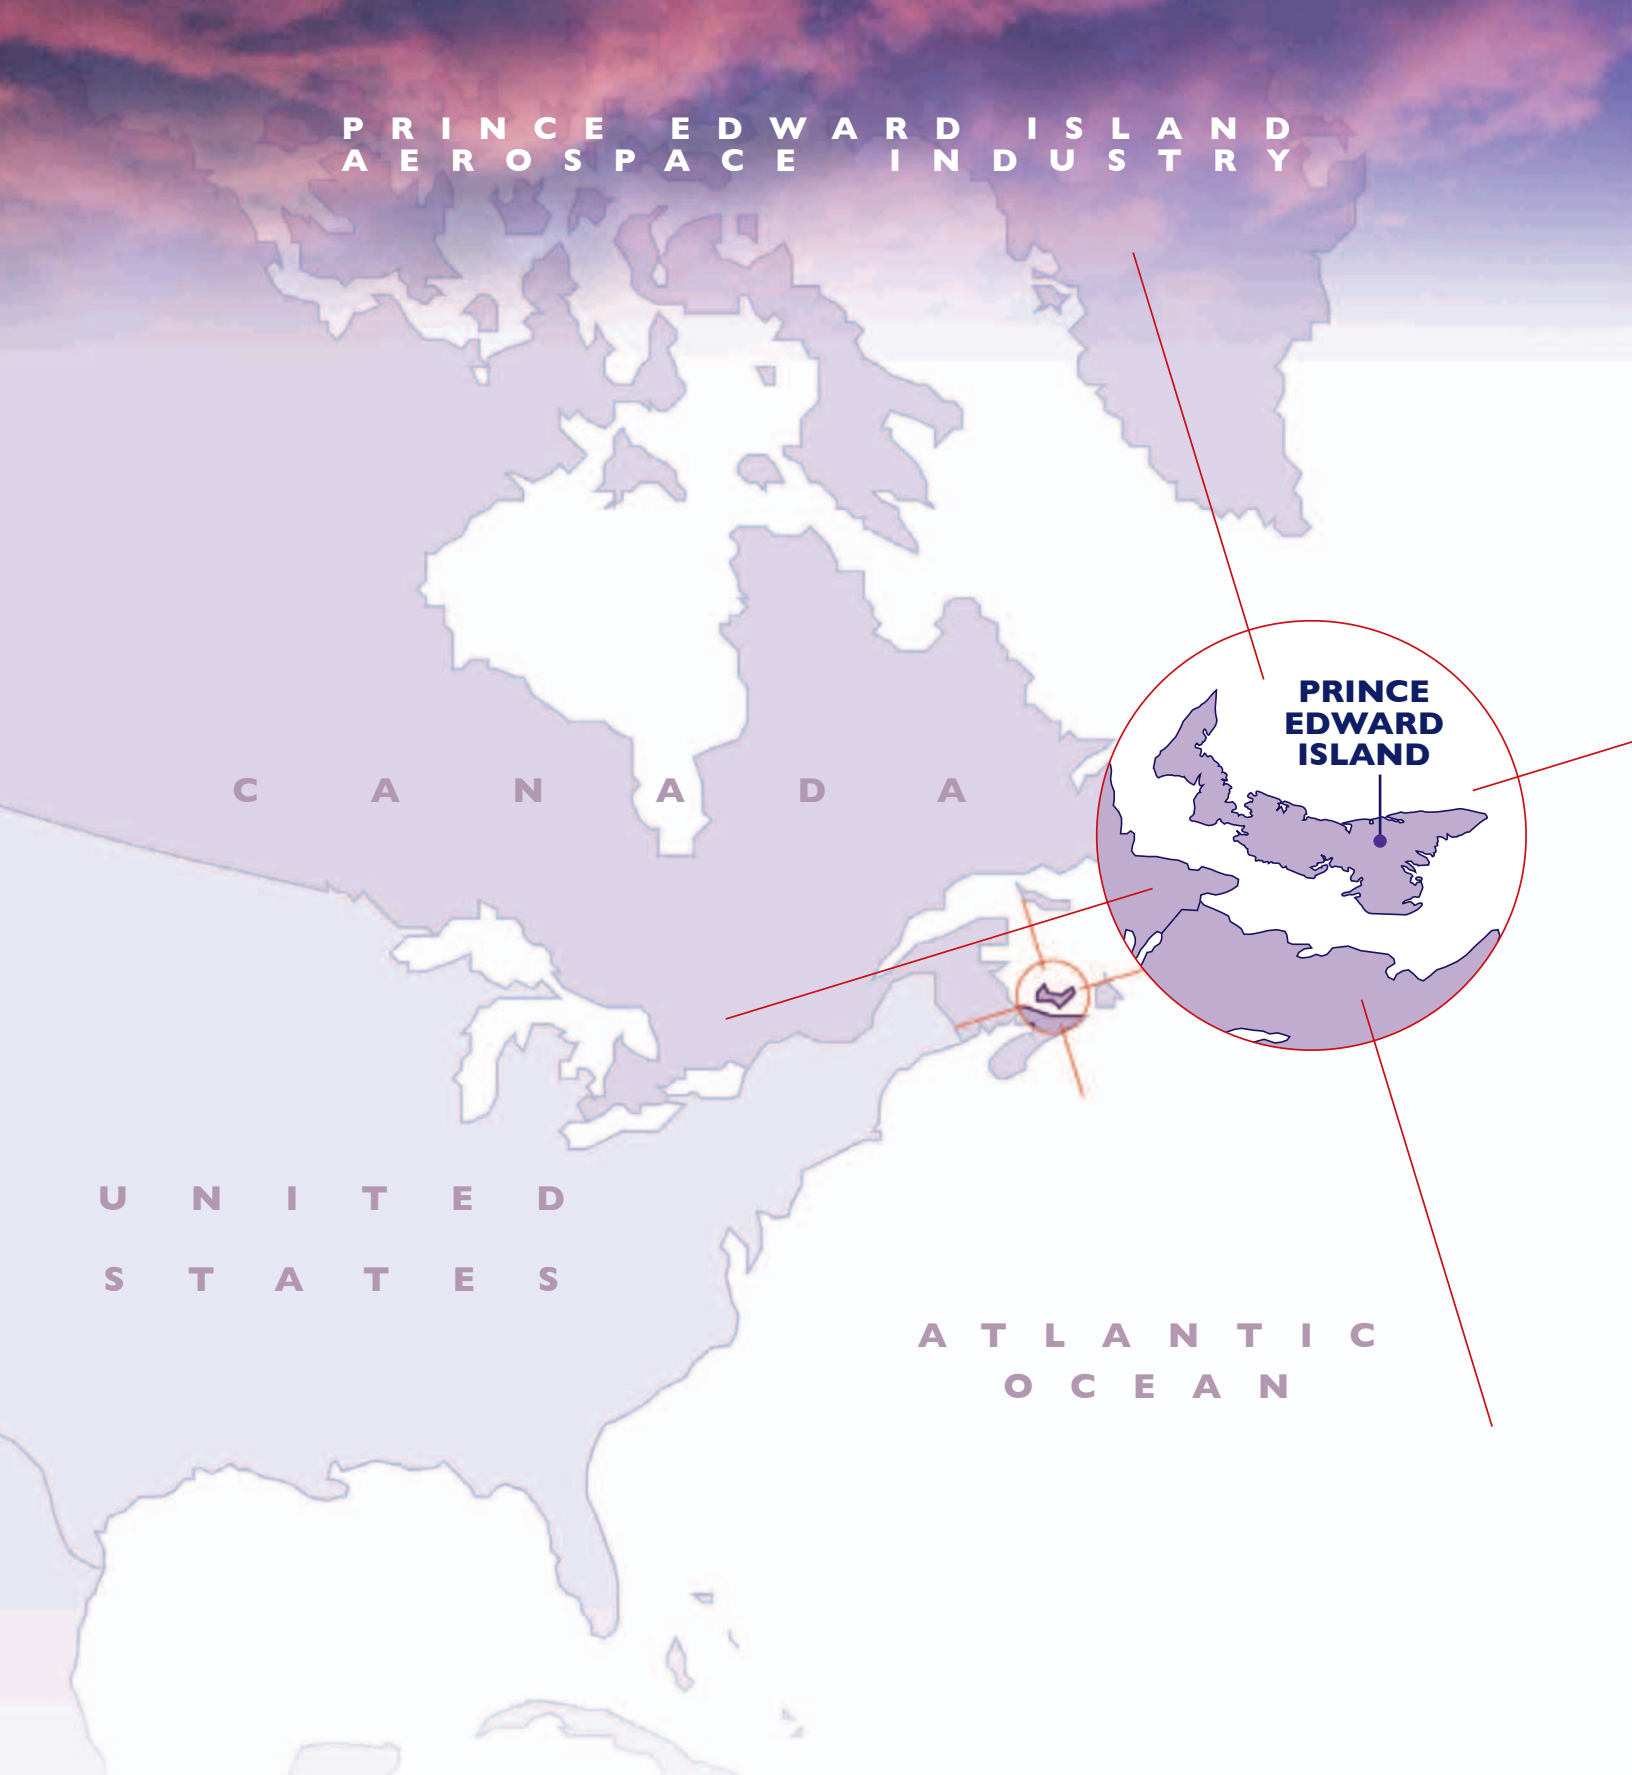 PRINCE EDWARD ISLAND
AEROSPACE INDUSTRY
PRINCE
EDWARD
ISLAND
CANADA
UNITED
STATES
ATLANTIC
OCEAN